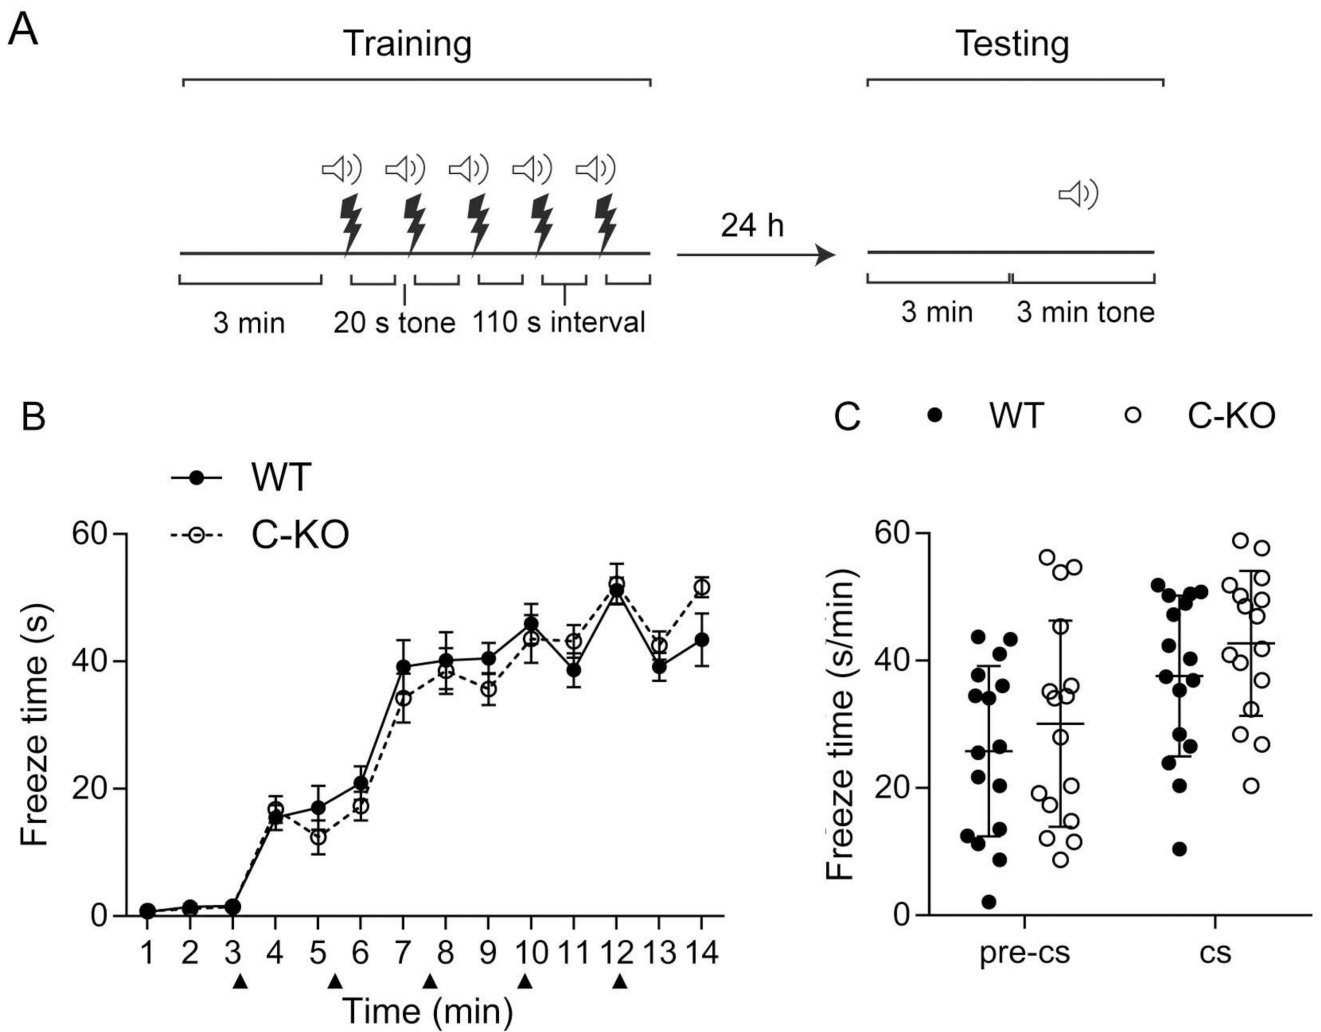 A
Training
Testing
24 h
3 min
20 s tone
110 s interval
3 min
3 min tone
B
WT
C-KO
60
40
20
0
Freeze time (s)
1 2 3 4 5 6 7 8 9 10 11 12 13 14
Time (min)
C
WT
C-KO
60
40
20
0
Freeze time (s/min)
pre-cs
cs